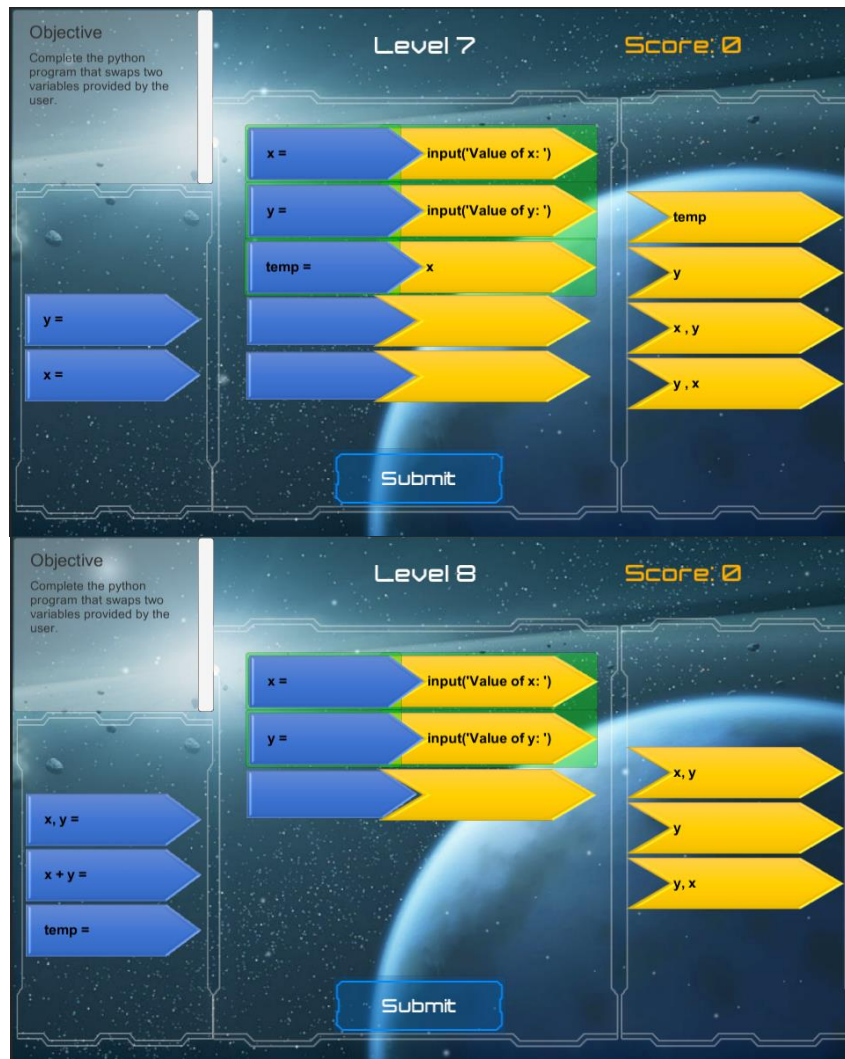 Objective
Complete the python
program that swaps two
variables provided by the
user.
Level 7
Score: 0
x =
input('Value of x: ')
y =
input('Value of y: ')
temp =
x
y =
x =
temp
y
x , y
y , x
Submit
Objective
Complete the python
program that swaps two
variables provided by the
user.
Level 8
Score: 0
x =
input('Value of x: ')
y =
input('Value of y: ')
x, y =
x + y =
temp =
x, y
y
y, x
Submit